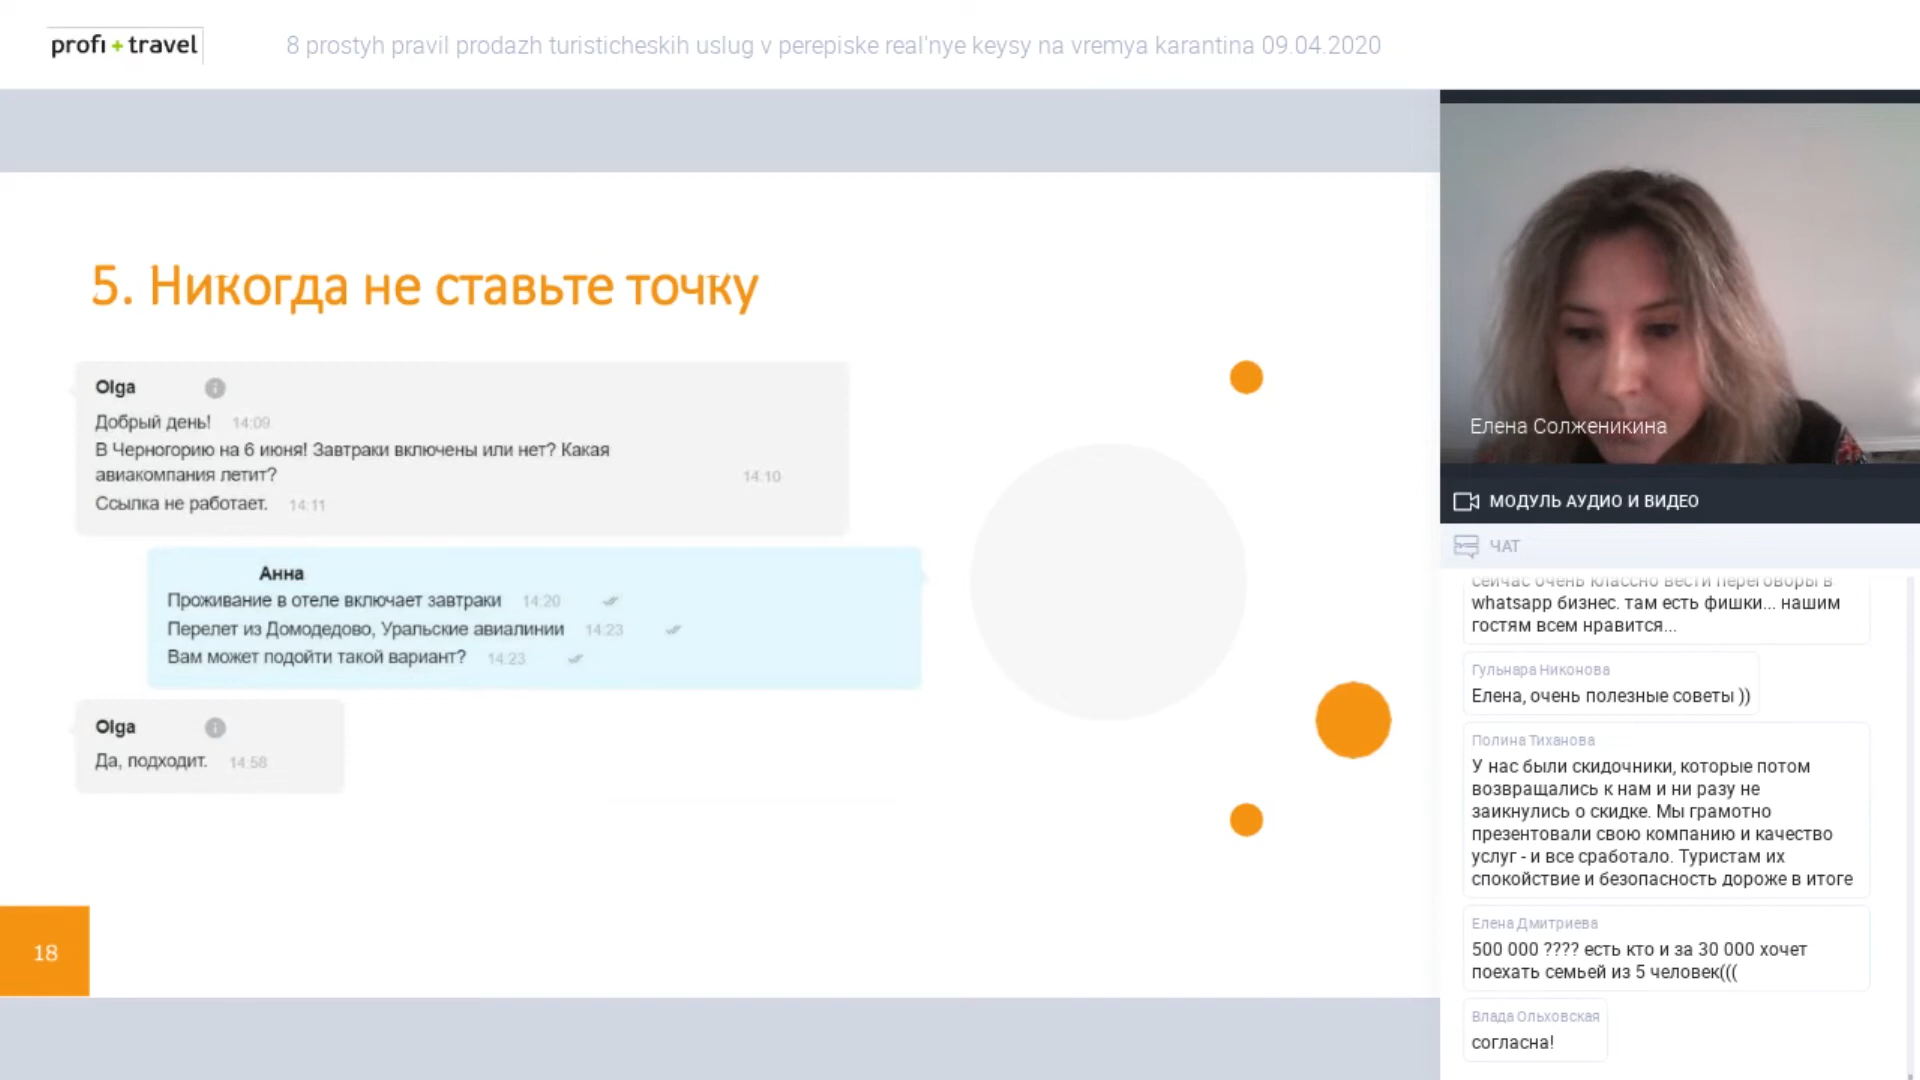 profi + travel
8 prostyh pravil prodazh turisticheskih uslug v perepiske real'nye keysy na vremya karantina 09.04.2020
5. Никогда не ставьте точку
Olga
Добрый день! 14:09
В Черногорию на 6 июня! Завтраки включены или нет? Какая
авиакомпания летит? 14:10
Ссылка не работает. 14:11
Анна
Проживание в отеле включает завтраки 14:20
Перелет из Домодедово, Уральские авиалинии 14:23
Вам может подойти такой вариант? 14:23
Olga
Да, подходит. 14:58
18
Елена Солженикина
МОДУЛЬ АУДИО И ВИДЕО
ЧАТ
сейчас очень классно вести переговоры в
whatsapp бизнес. там есть фишки... нашим
гостям всем нравится...
Гульнара Никонова
Елена, очень полезные советы ))
Полина Тиханова
У нас были скидочники, которые потом
возвращались к нам и ни разу не
заикнулись о скидке. Мы грамотно
презентовали свою компанию и качество
услуг - и все сработало. Туристам их
спокойствие и безопасность дороже в итоге
Елена Дмитриева
500 000 ???? есть кто и за 30 000 хочет
поехать семьей из 5 человек(((
Влада Ольховская
согласна!